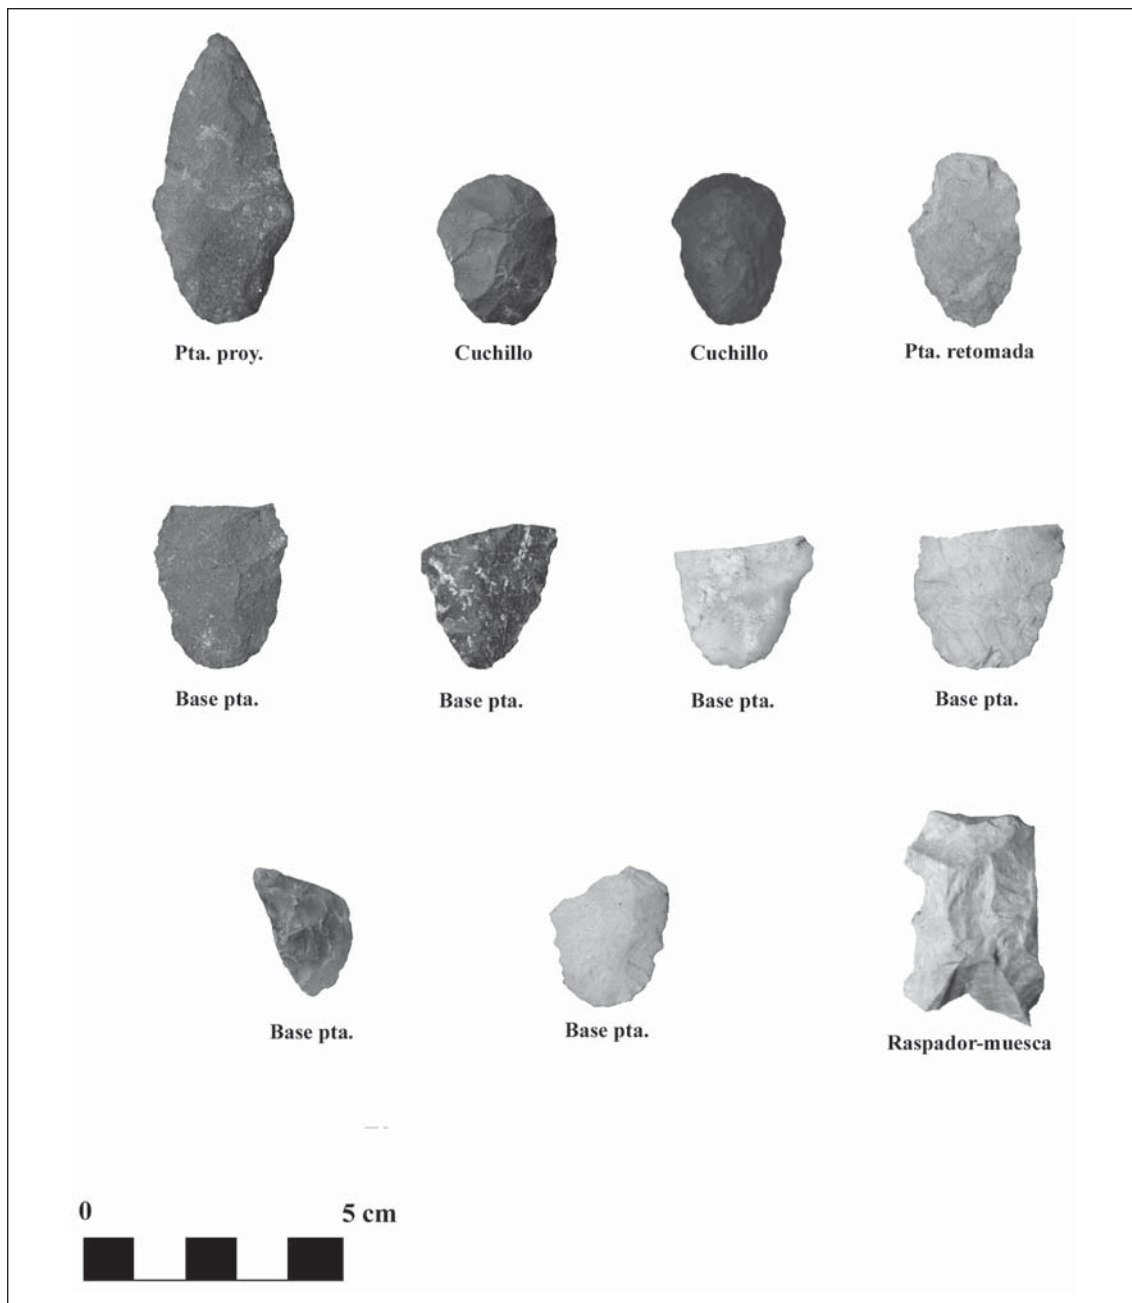 Pta. proy.
Cuchillo
Cuchillo
Pta. retomada
Base pta.
Base pta.
Base pta.
Base pta.
Base pta.
Base pta.
Raspador-muesca
0
5 cm